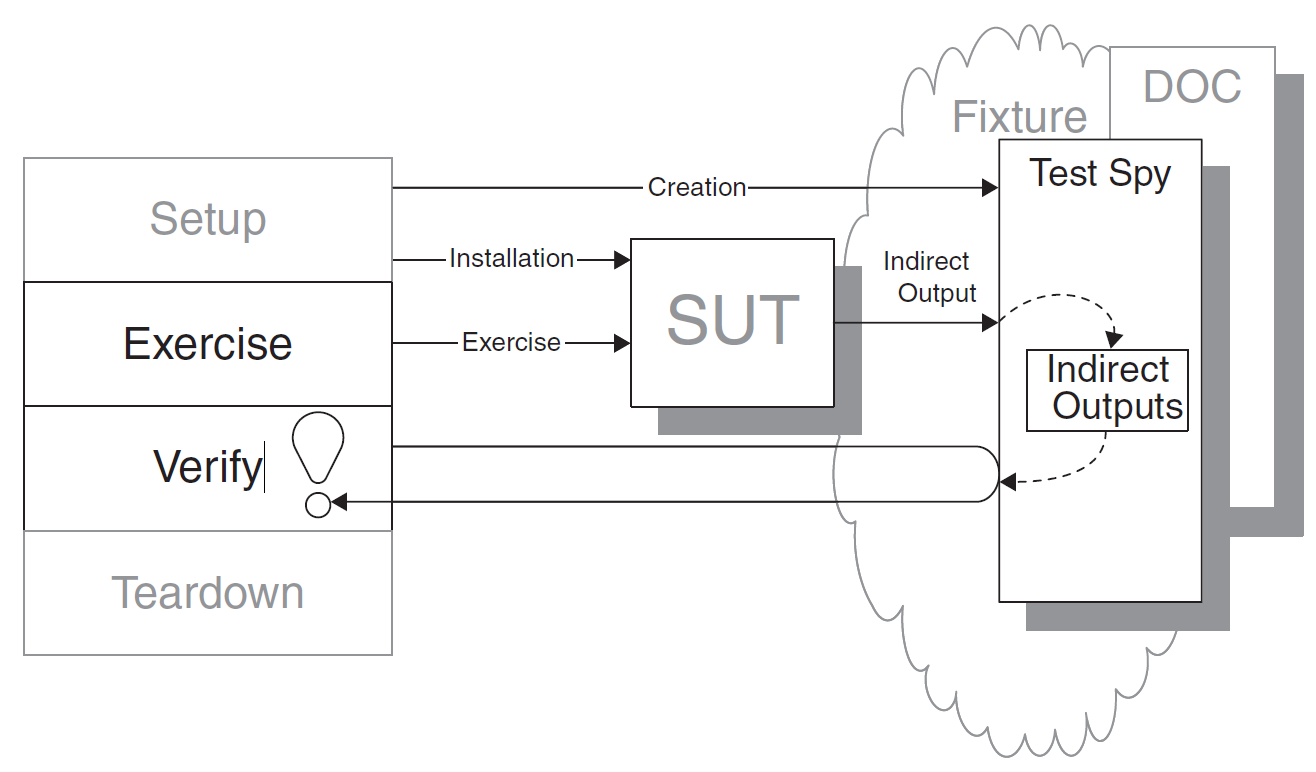 DOC
Fixture
Test Spy
Creation
Setup
Installation
Indirect
Output
SUT
Exercise
Exercise
Indirect
Outputs
Verify
Teardown